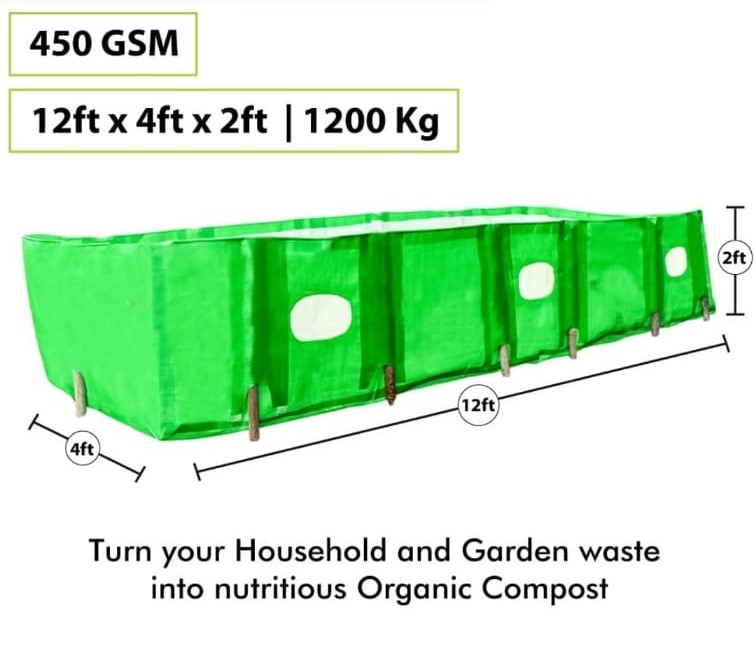 450 GSM
12ft x 4ft x 2ft | 1200 Kg
2ft
12ft
4ft
Turn your Household and Garden waste
into nutritious Organic Compost